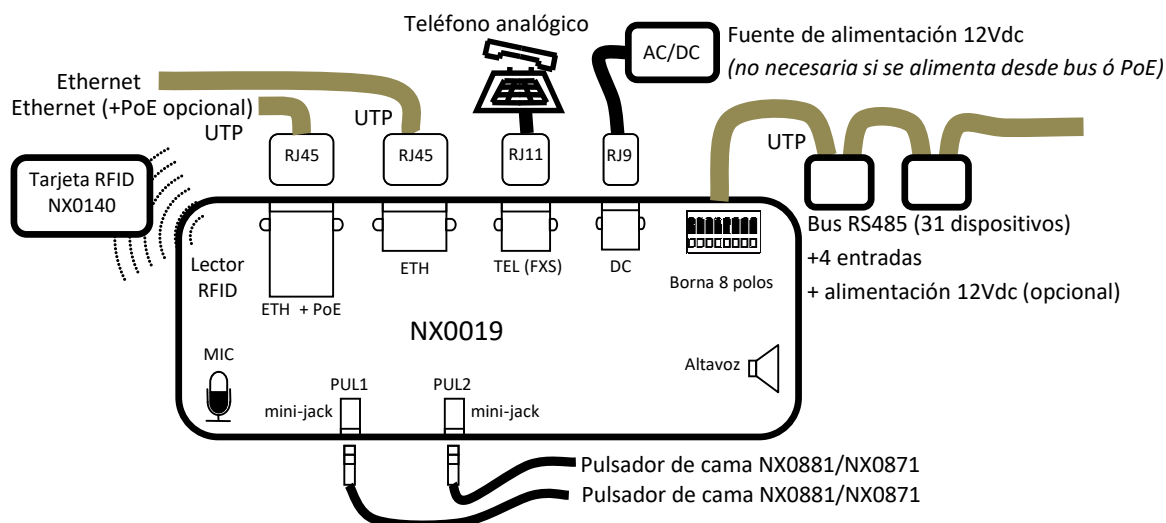 Teléfono analógico
AC/DC
Fuente de alimentación 12Vdc
(no necesaria si se alimenta desde bus ó PoE)
Ethernet
Ethernet (+PoE opcional)
UTP
UTP
UTP
RJ45
RJ45
RJ11
RJ9
Tarjeta RFID
NX0140
Lector
RFID
ETH + PoE
ETH
TEL (FXS)
DC
Borna 8 polos
Bus RS485 (31 dispositivos)
+4 entradas
+ alimentación 12Vdc (opcional)
NX0019
MIC
Altavoz
PUL1
PUL2
mini-jack
mini-jack
Pulsador de cama NX0881/NX0871
Pulsador de cama NX0881/NX0871